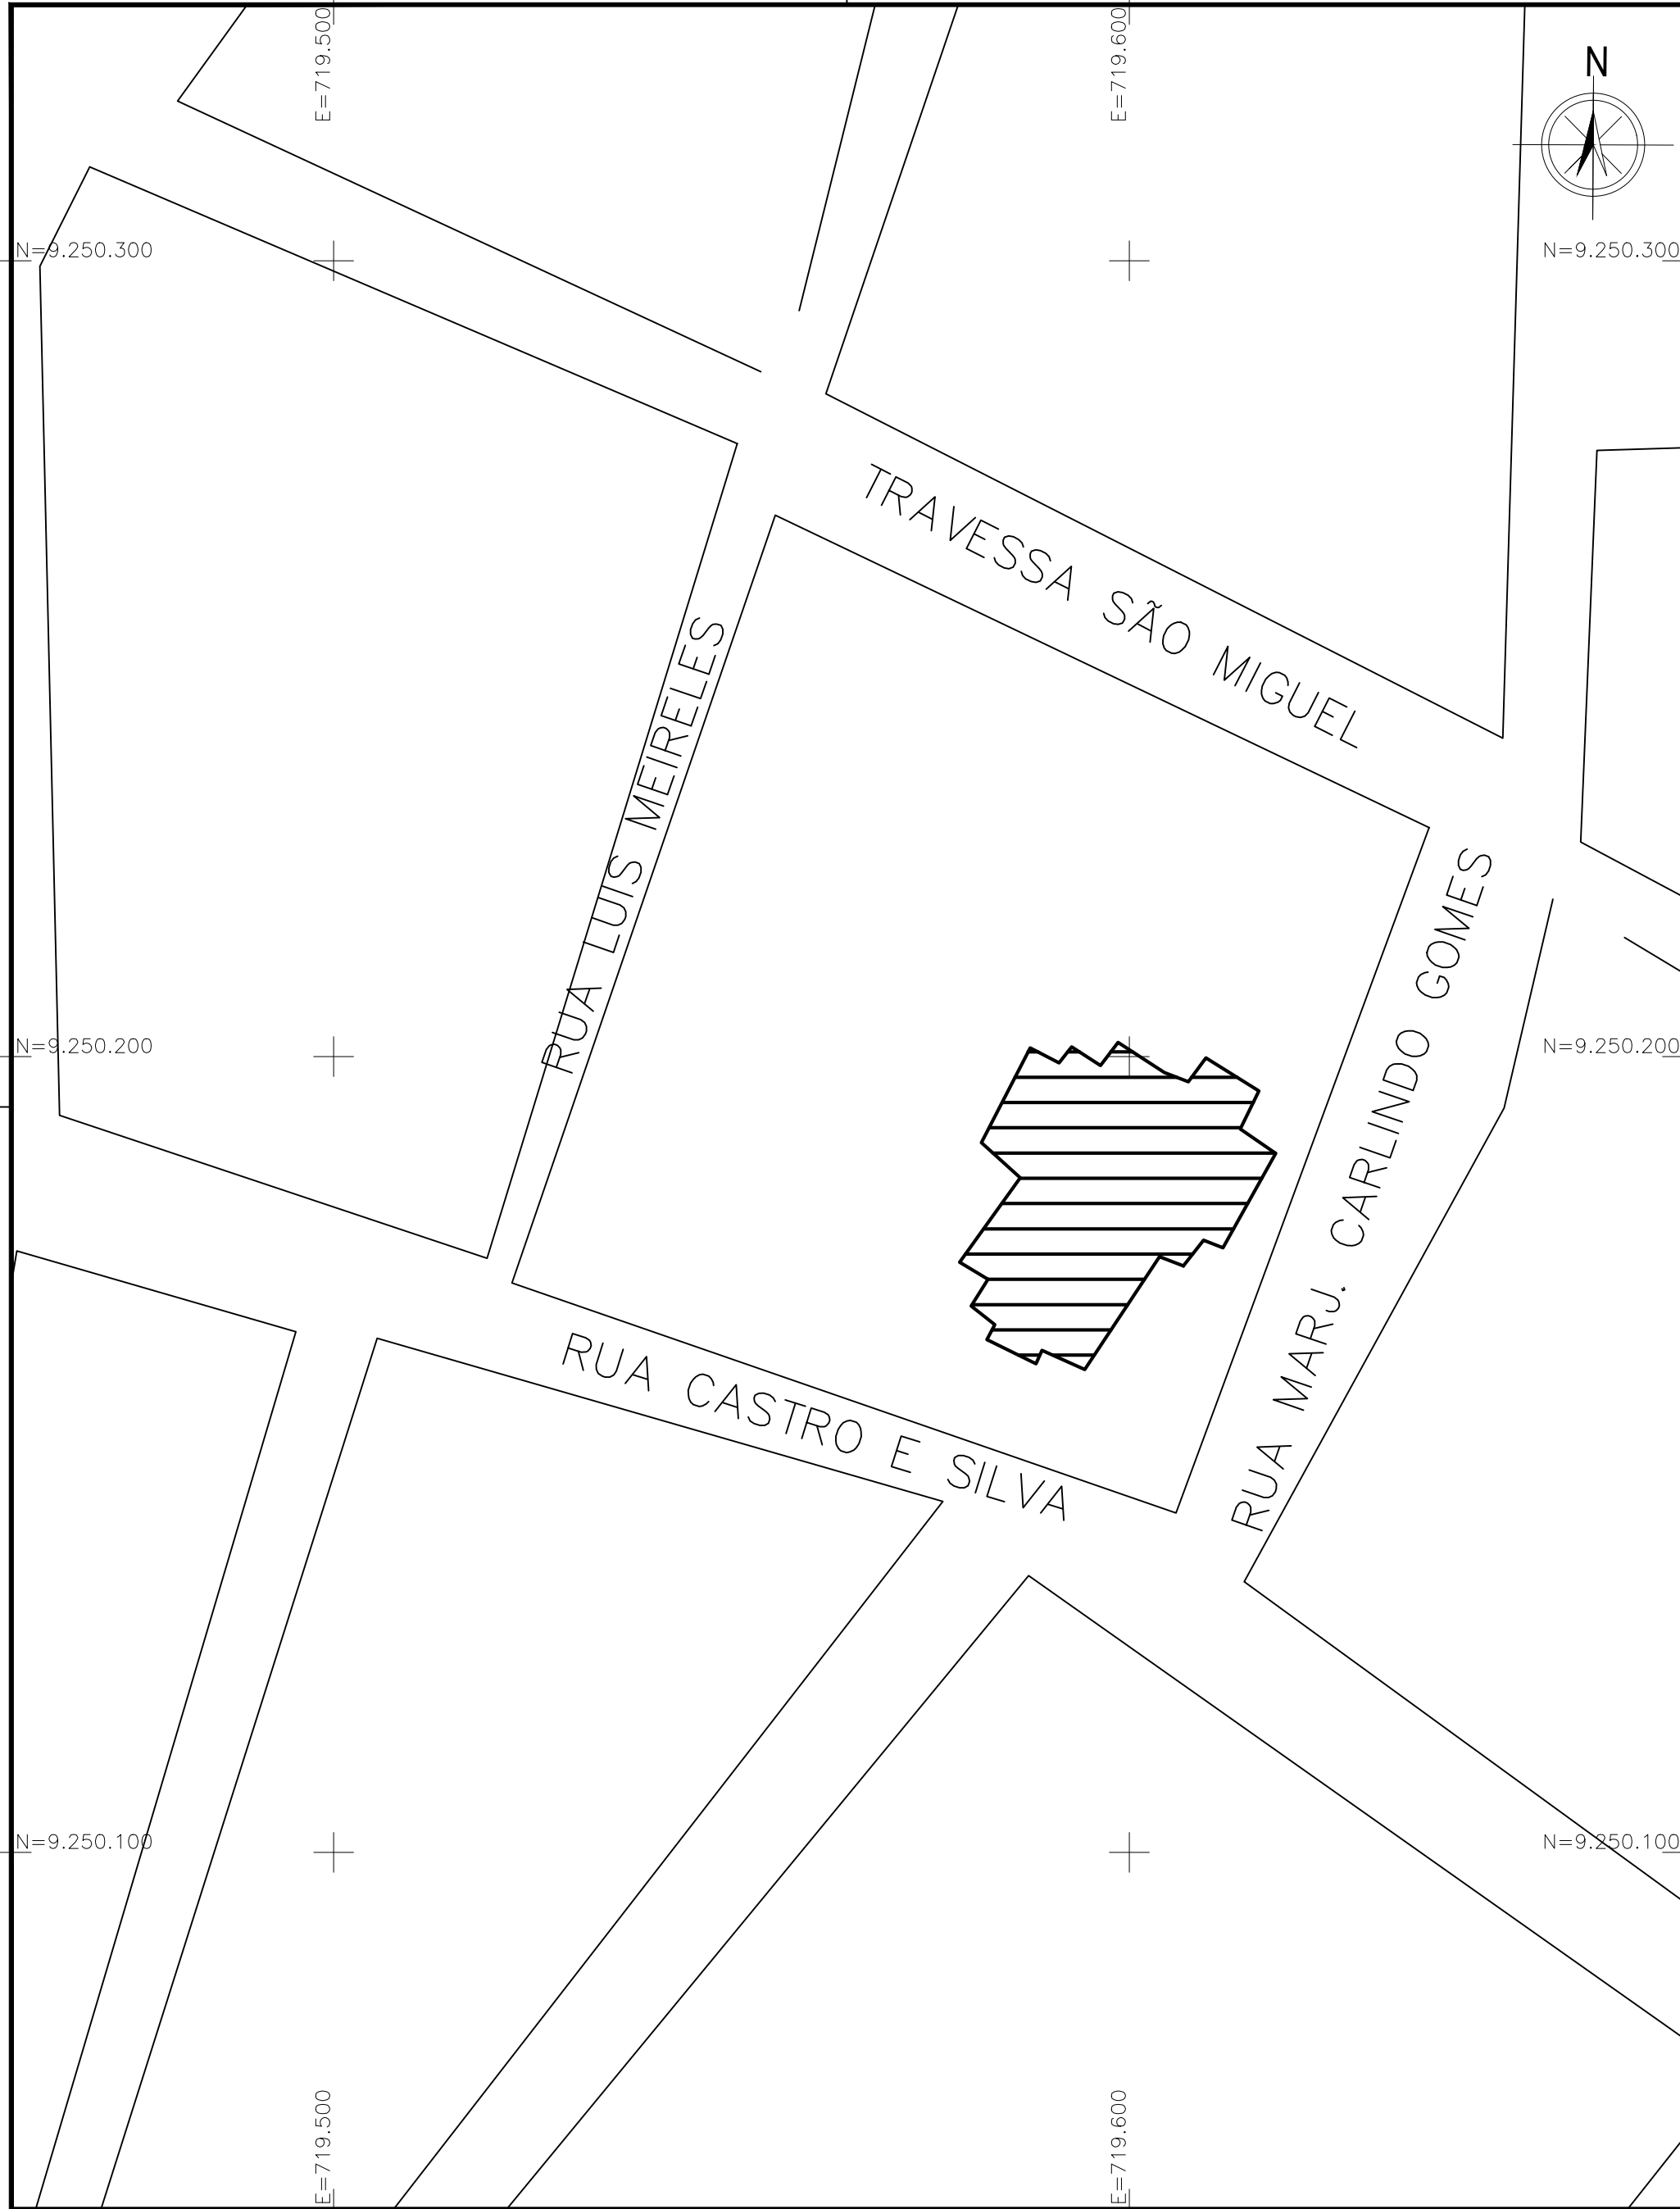 E=719.500
E=719.600
N
N=9.250.300
N=9.250.300
TRAVESSA SÃO MIGUEL
RUA LUIS MEIRELES
RUA MARJ. CARLINDO GOMES
N=9.250.200
N=9.250.200
RUA CASTRO E SILVA
N=9.250.100
N=9.250.100
E=719.500
E=719.600